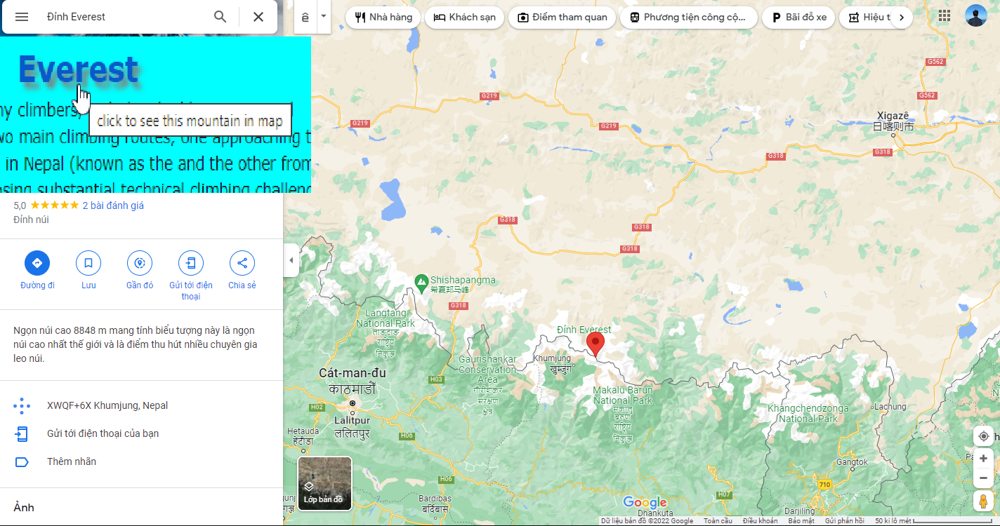 Đỉnh Everest
ê
Nhà hàng
Khách sạn
Điểm tham quan
Phương tiện công cộ...
Bãi đỗ xe
Hiệu t
Everest
ny climbers,
click to see this mountain in map
wo main climbing routes, one approaching t
in Nepal (known as the and the other from
osing substantial technical climbing challeng
5,0
2 bài đánh giá
Đỉnh núi
Đường đi
Lưu
Gần đó
Gửi tới điện thoại
Chia sẻ
Ngọn núi cao 8848 m mang tính biểu tượng này là ngọn
núi cao nhất thế giới và là điểm thu hút nhiều chuyên gia
leo núi.
XWQF+6X Khumjung, Nepal
Gửi tới điện thoại của bạn
Thêm nhãn
Ảnh
G562
G562
G219
G219
G219
Xigazê
日喀则市
G318
G318
G318
G318
G318
G318
Shishapangma
希夏邦马峰
Langtang
National Park
लाङटाङ
राष्ट्रिय
निकुञ्ज
Đỉnh Everest
Khumjung
खुम्जुंग
Gaurishankar
Conservation
Area
गौरीशंकर
संरक्षण
क्षेत्र
Cát-man-đu
काठमाडौं
H03
Makalu Barun
National Park
मकालु
बरुण
राष्ट्रिय
निकुञ्ज
Khangchendzonga
National Park
Lachung
H02
Lalitpur
ललितपुर
Hetauda
हेटौंडा
H06
Gangtok
H06
710
H07
Lớp bản đồ
Bardibas
बर्दिबास
Google
Dhankuta
Darjiling
Dữ liệu bản đồ ©2022 Google
Toàn cầu
Điều khoản
Bảo mật
Gửi phản hồi
50 ki lô mét